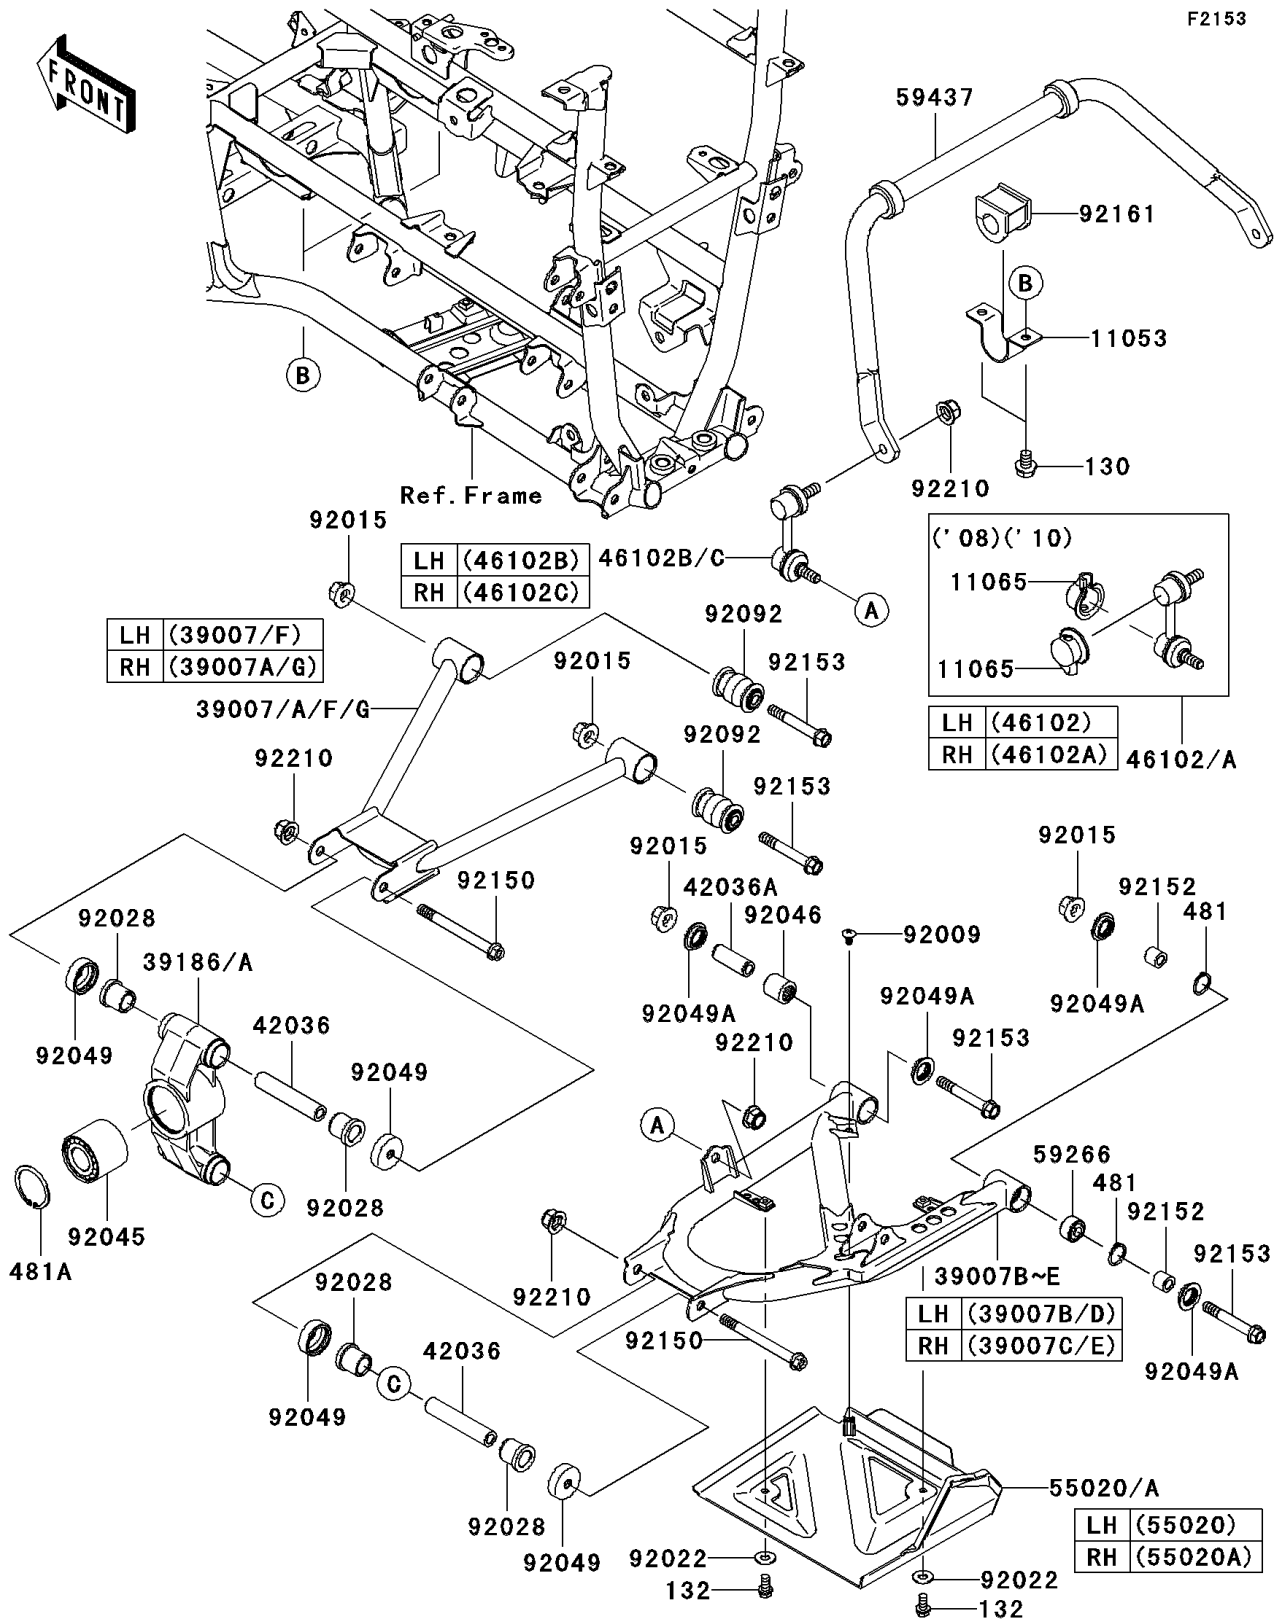 F2153
FRONT
59437
92161
B
11053
B
130
92210
Ref.Frame
92015
LH (46102B)
RH (46102C)
46102B/C
A
('08)('10)
11065
11065
LH (46102)
RH (46102A)
46102/A
LH (39007/F)
RH (39007A/G)
39007/A/F/G
92015
92092
92153
92092
92153
92210
92150
92015
42036A
92046
92009
92015
92152
481
92028
39186/A
92049
42036
92049
92049A
92210
92049A
92153
92049A
A
C
92028
92045
481A
59266
481
92152
92153
92210
92028
39007B~E
LH (39007B/D)
RH (39007C/E)
92150
42036
92049A
C
92049
92028
92049
55020/A
LH (55020)
RH (55020A)
92022
132
92022
132